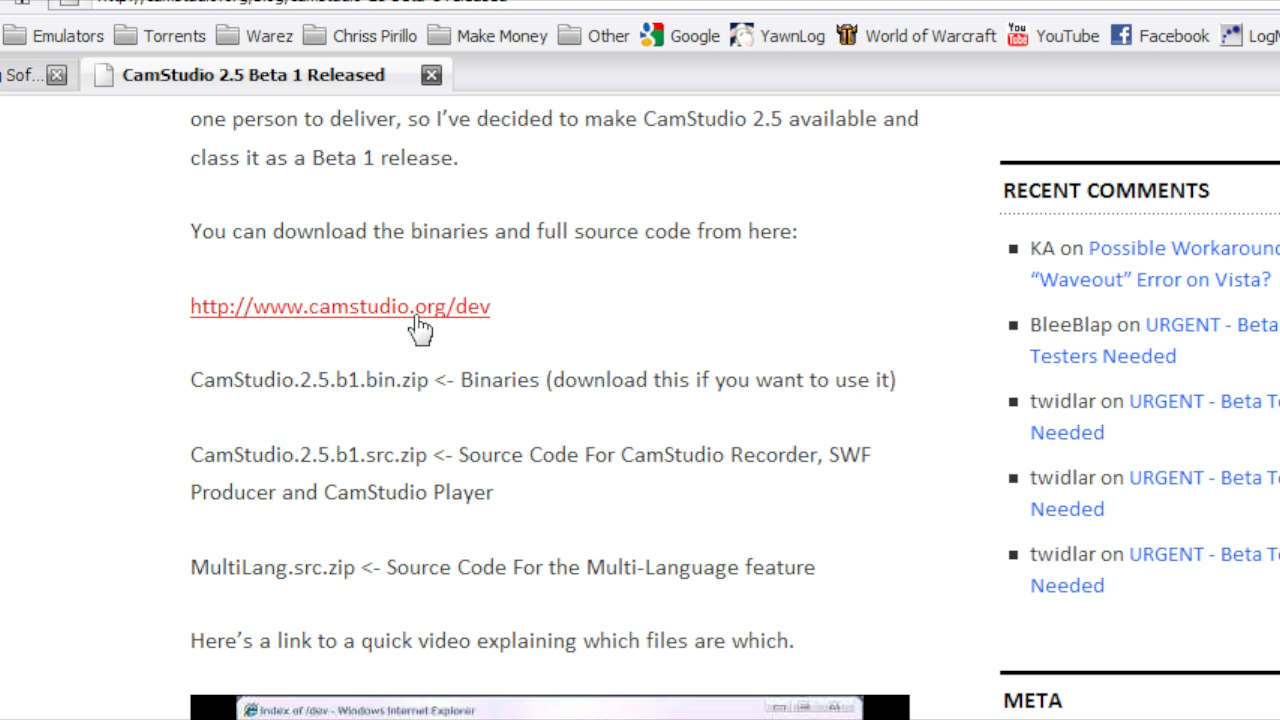 Emulators Torrents Warez Chriss Pirillo Make Money Other Google YawnLog World of Warcraft YouTube Facebook
Sof... CamStudio 2.5 Beta 1 Released
one person to deliver, so I've decided to make CamStudio 2.5 available and
class it as a Beta 1 release.
You can download the binaries and full source code from here:
http://www.camstudio.org/dev
CamStudio.2.5.b1.bin.zip <- Binaries (download this if you want to use it)
CamStudio.2.5.b1.src.zip <- Source Code For CamStudio Recorder, SWF
Producer and CamStudio Player
MultiLang.src.zip <- Source Code For the Multi-Language feature
Here's a link to a quick video explaining which files are which.
Index of /dev - Windows Internet Explorer
RECENT COMMENTS
KA on Possible Workaround
"Waveout" Error on Vista?
BleeBlap on URGENT - Beta
Testers Needed
twidlar on URGENT - Beta
Needed
twidlar on URGENT - Beta
Needed
twidlar on URGENT - Beta
Needed
META